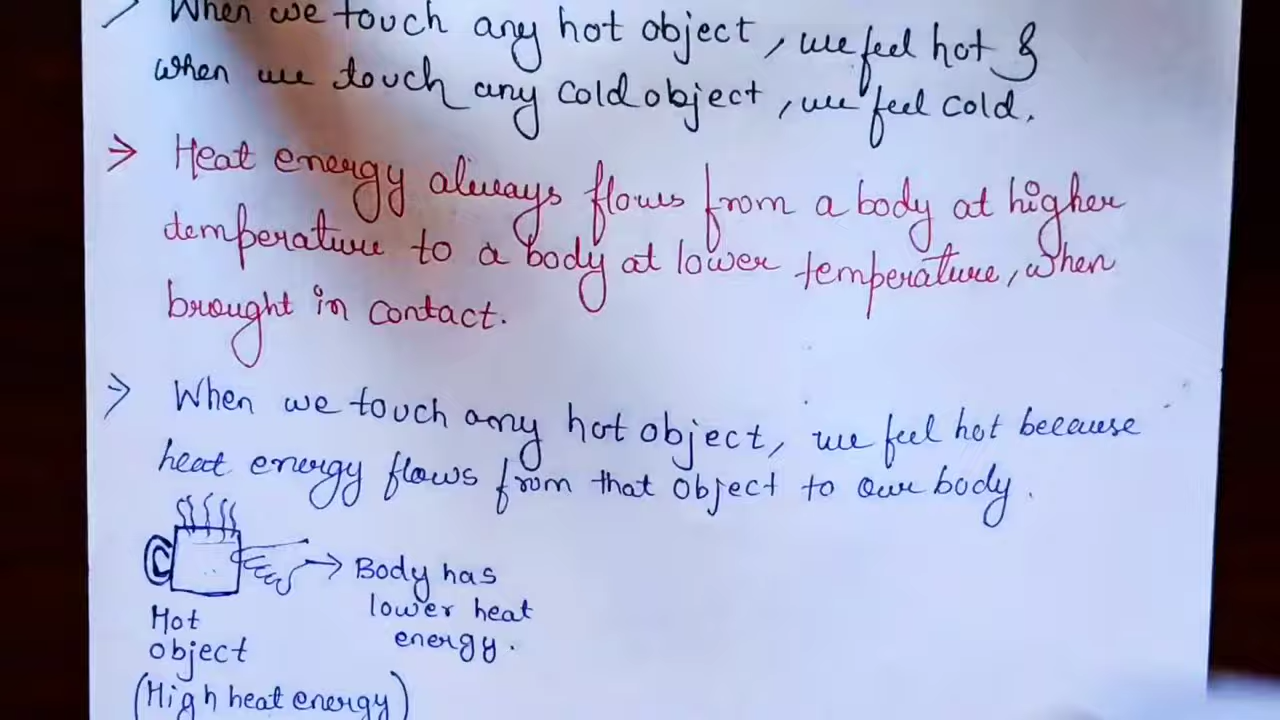 When we touch any hot object, we feel hot &
when we touch any cold object, we feel cold.
⇒ Heat energy always flows from a body at higher
temperature to a body at lower temperature, when
brought in contact.
⇒ When we touch any hot object, we feel hot because
heat energy flows from that object to our body.
→ Body has
lower heat
energy.
Hot
object
(High heat energy)